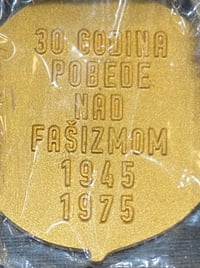 30 GODINA
POBEDE
NAD
FAŠIZMOM
1945
1975